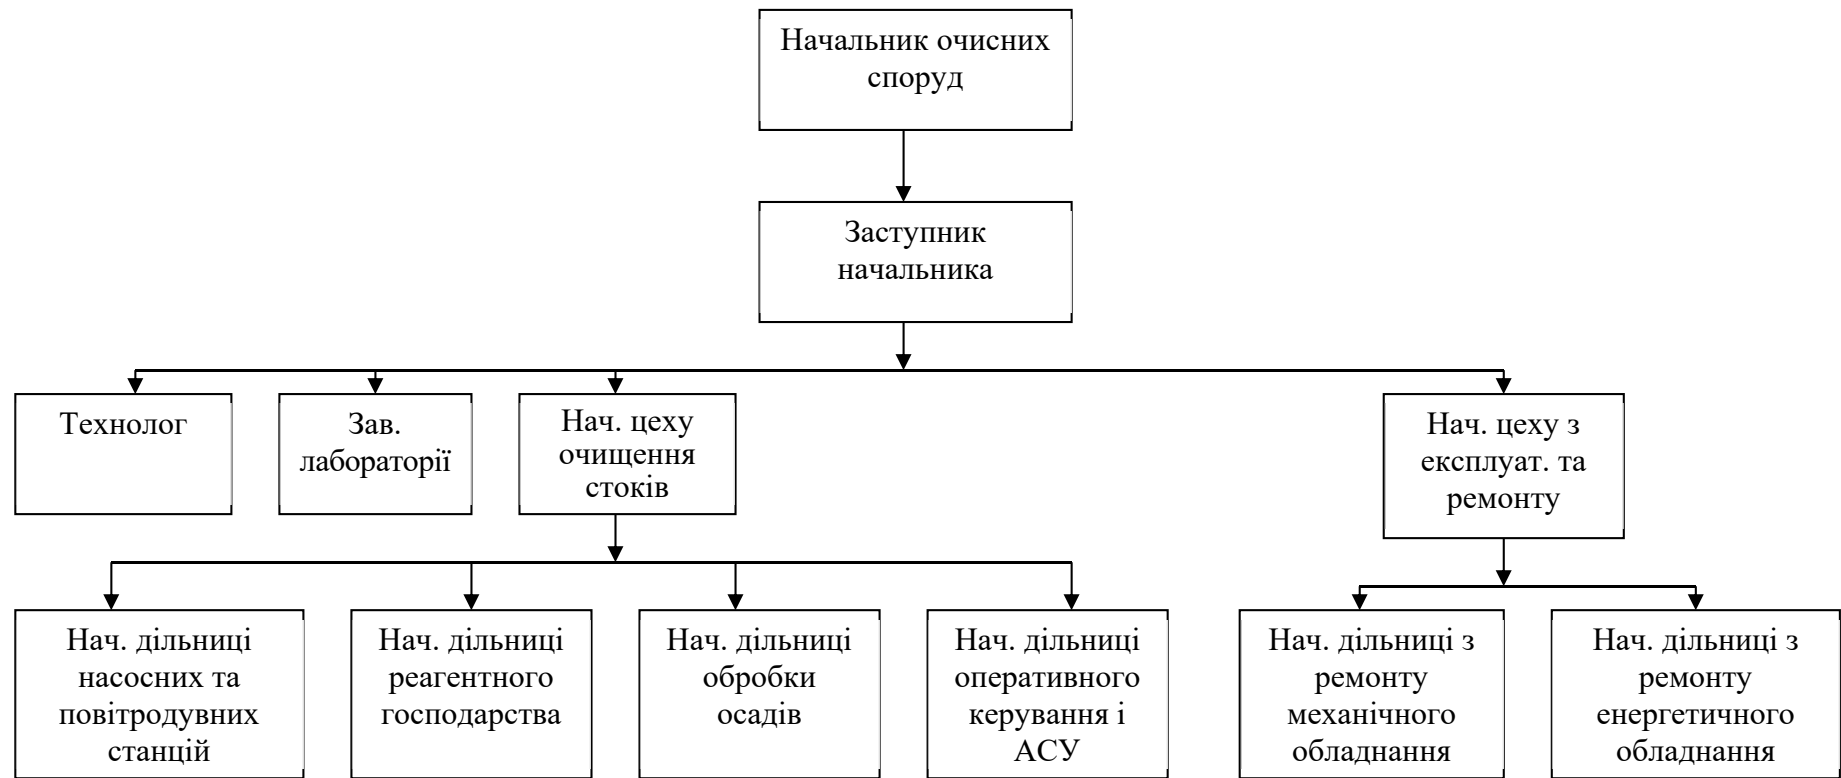 Начальник очисних
споруд
Заступник
начальника
Технолог
Зав.
лабораторії
Нач. цеху
очищення
стоків
Нач. цеху з
експлуат. та
ремонту
Нач. дільниці
насосних та
повітродувних
станцій
Нач. дільниці
реагентного
господарства
Нач. дільниці
обробки
осадів
Нач. дільниці
оперативного
керування і
АСУ
Нач. дільниці з
ремонту
механічного
обладнання
Нач. дільниці з
ремонту
енергетичного
обладнання